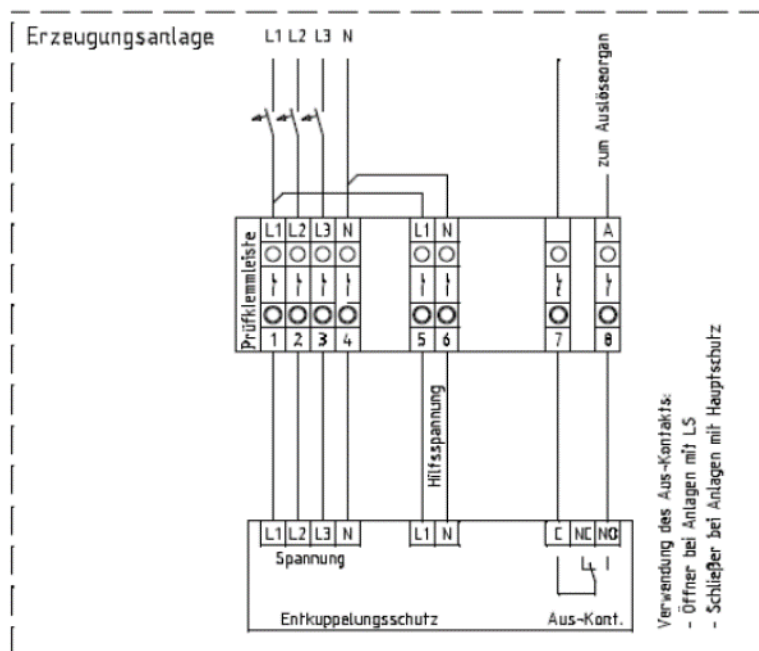 Erzeugungsanlage
L1 L2 L3 N
zum Auslöseorgan
Prüfklemmleiste
L1 L2 L3 N L1 N A
1 2 3 4 5 6 7 8
Hilfsspannung
L1 L2 L3 N L1 N C NC NO
Spannung
Entkuppelungsschutz Aus-Kont.
Verwendung des Aus-Kontakts:
- Öffner bei Anlagen mit LS
- Schließer bei Anlagen mit Hauptschutz